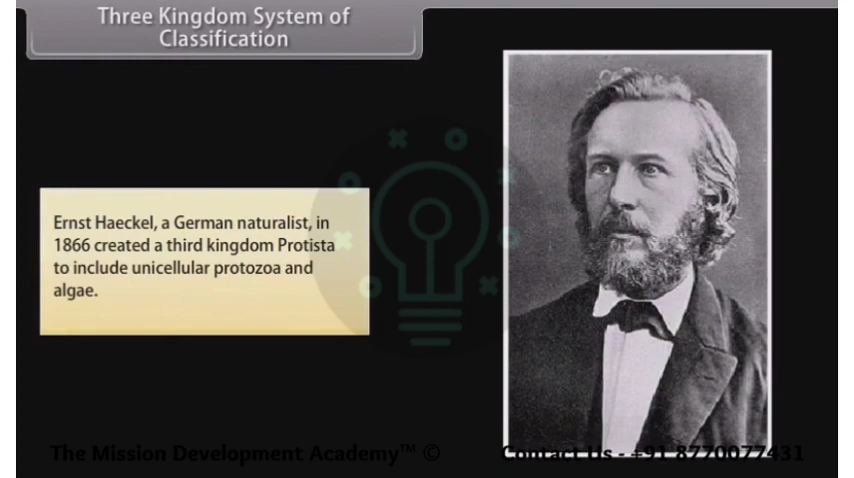 Three Kingdom System of
Classification
Ernst Haeckel, a German naturalist, in
1866 created a third kingdom Protista
to include unicellular protozoa and
algae.
The Mission Development Academy™ ©
Contact Us - +91 8770077431